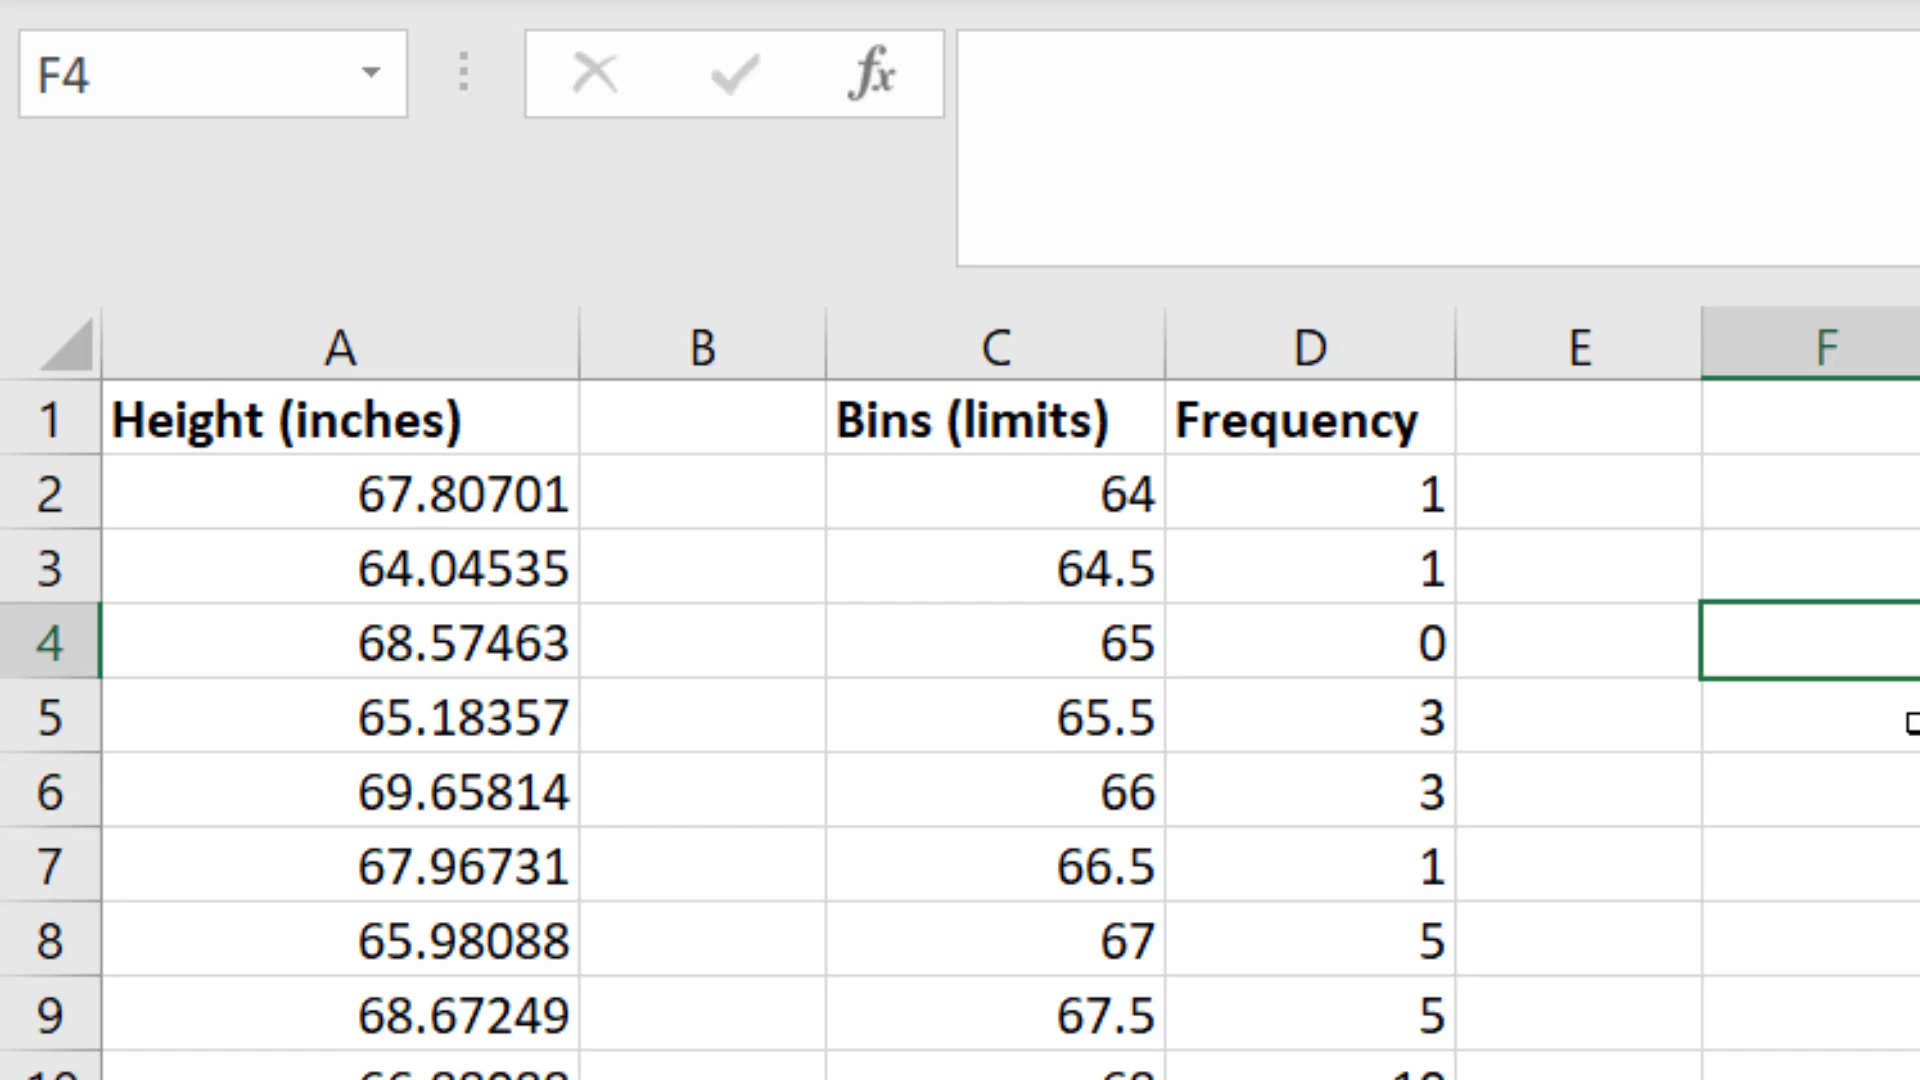 F4 fx
A B C D E F
1 Height (inches) Bins (limits) Frequency
2 67.80701 64 1
3 64.04535 64.5 1
4 68.57463 65 0
5 65.18357 65.5 3
6 69.65814 66 3
7 67.96731 66.5 1
8 65.98088 67 5
9 68.67249 67.5 5